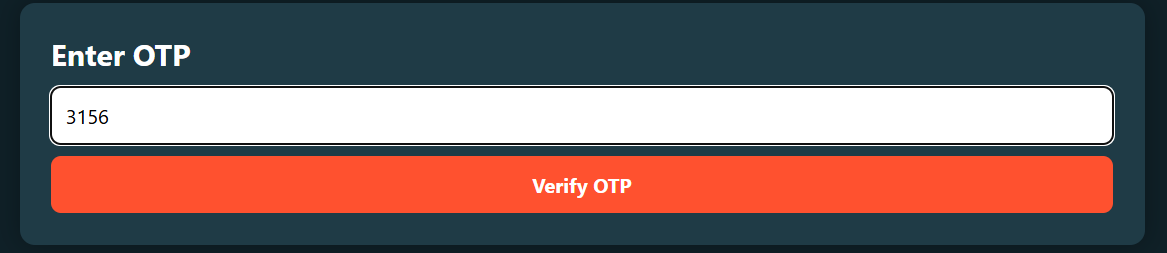 Enter OTP
3156
Verify OTP